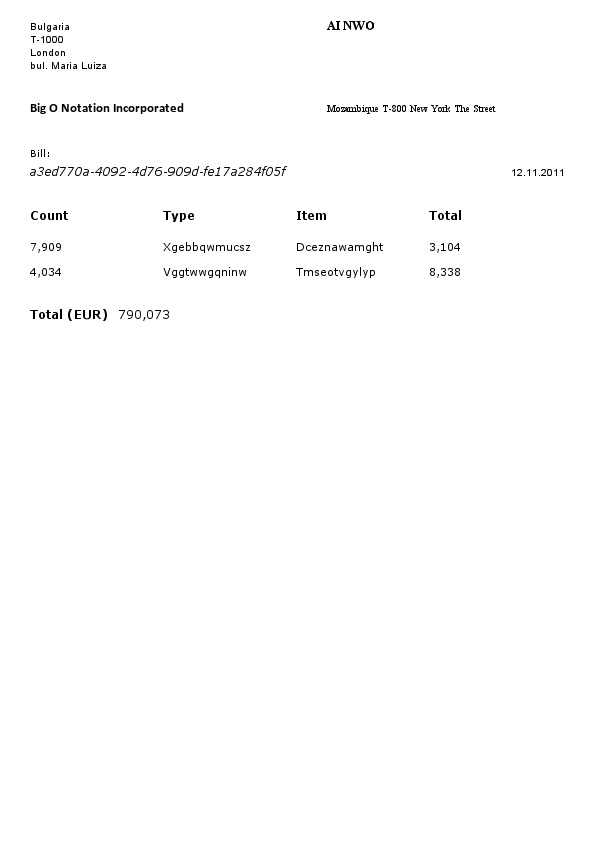 Bulgaria
T-1000
London
bul. Maria Luiza
AI NWO
Big O Notation Incorporated
Mozambique T-800 New York The Street
Bill:
a3ed770a-4092-4d76-909d-fe17a284f05f
12.11.2011
Count Type Item Total
7,909 Xgebbqwmucsz Dceznawamght 3,104
4,034 Vggtwwgqninw Tmseotvgylyp 8,338
Total (EUR) 790,073